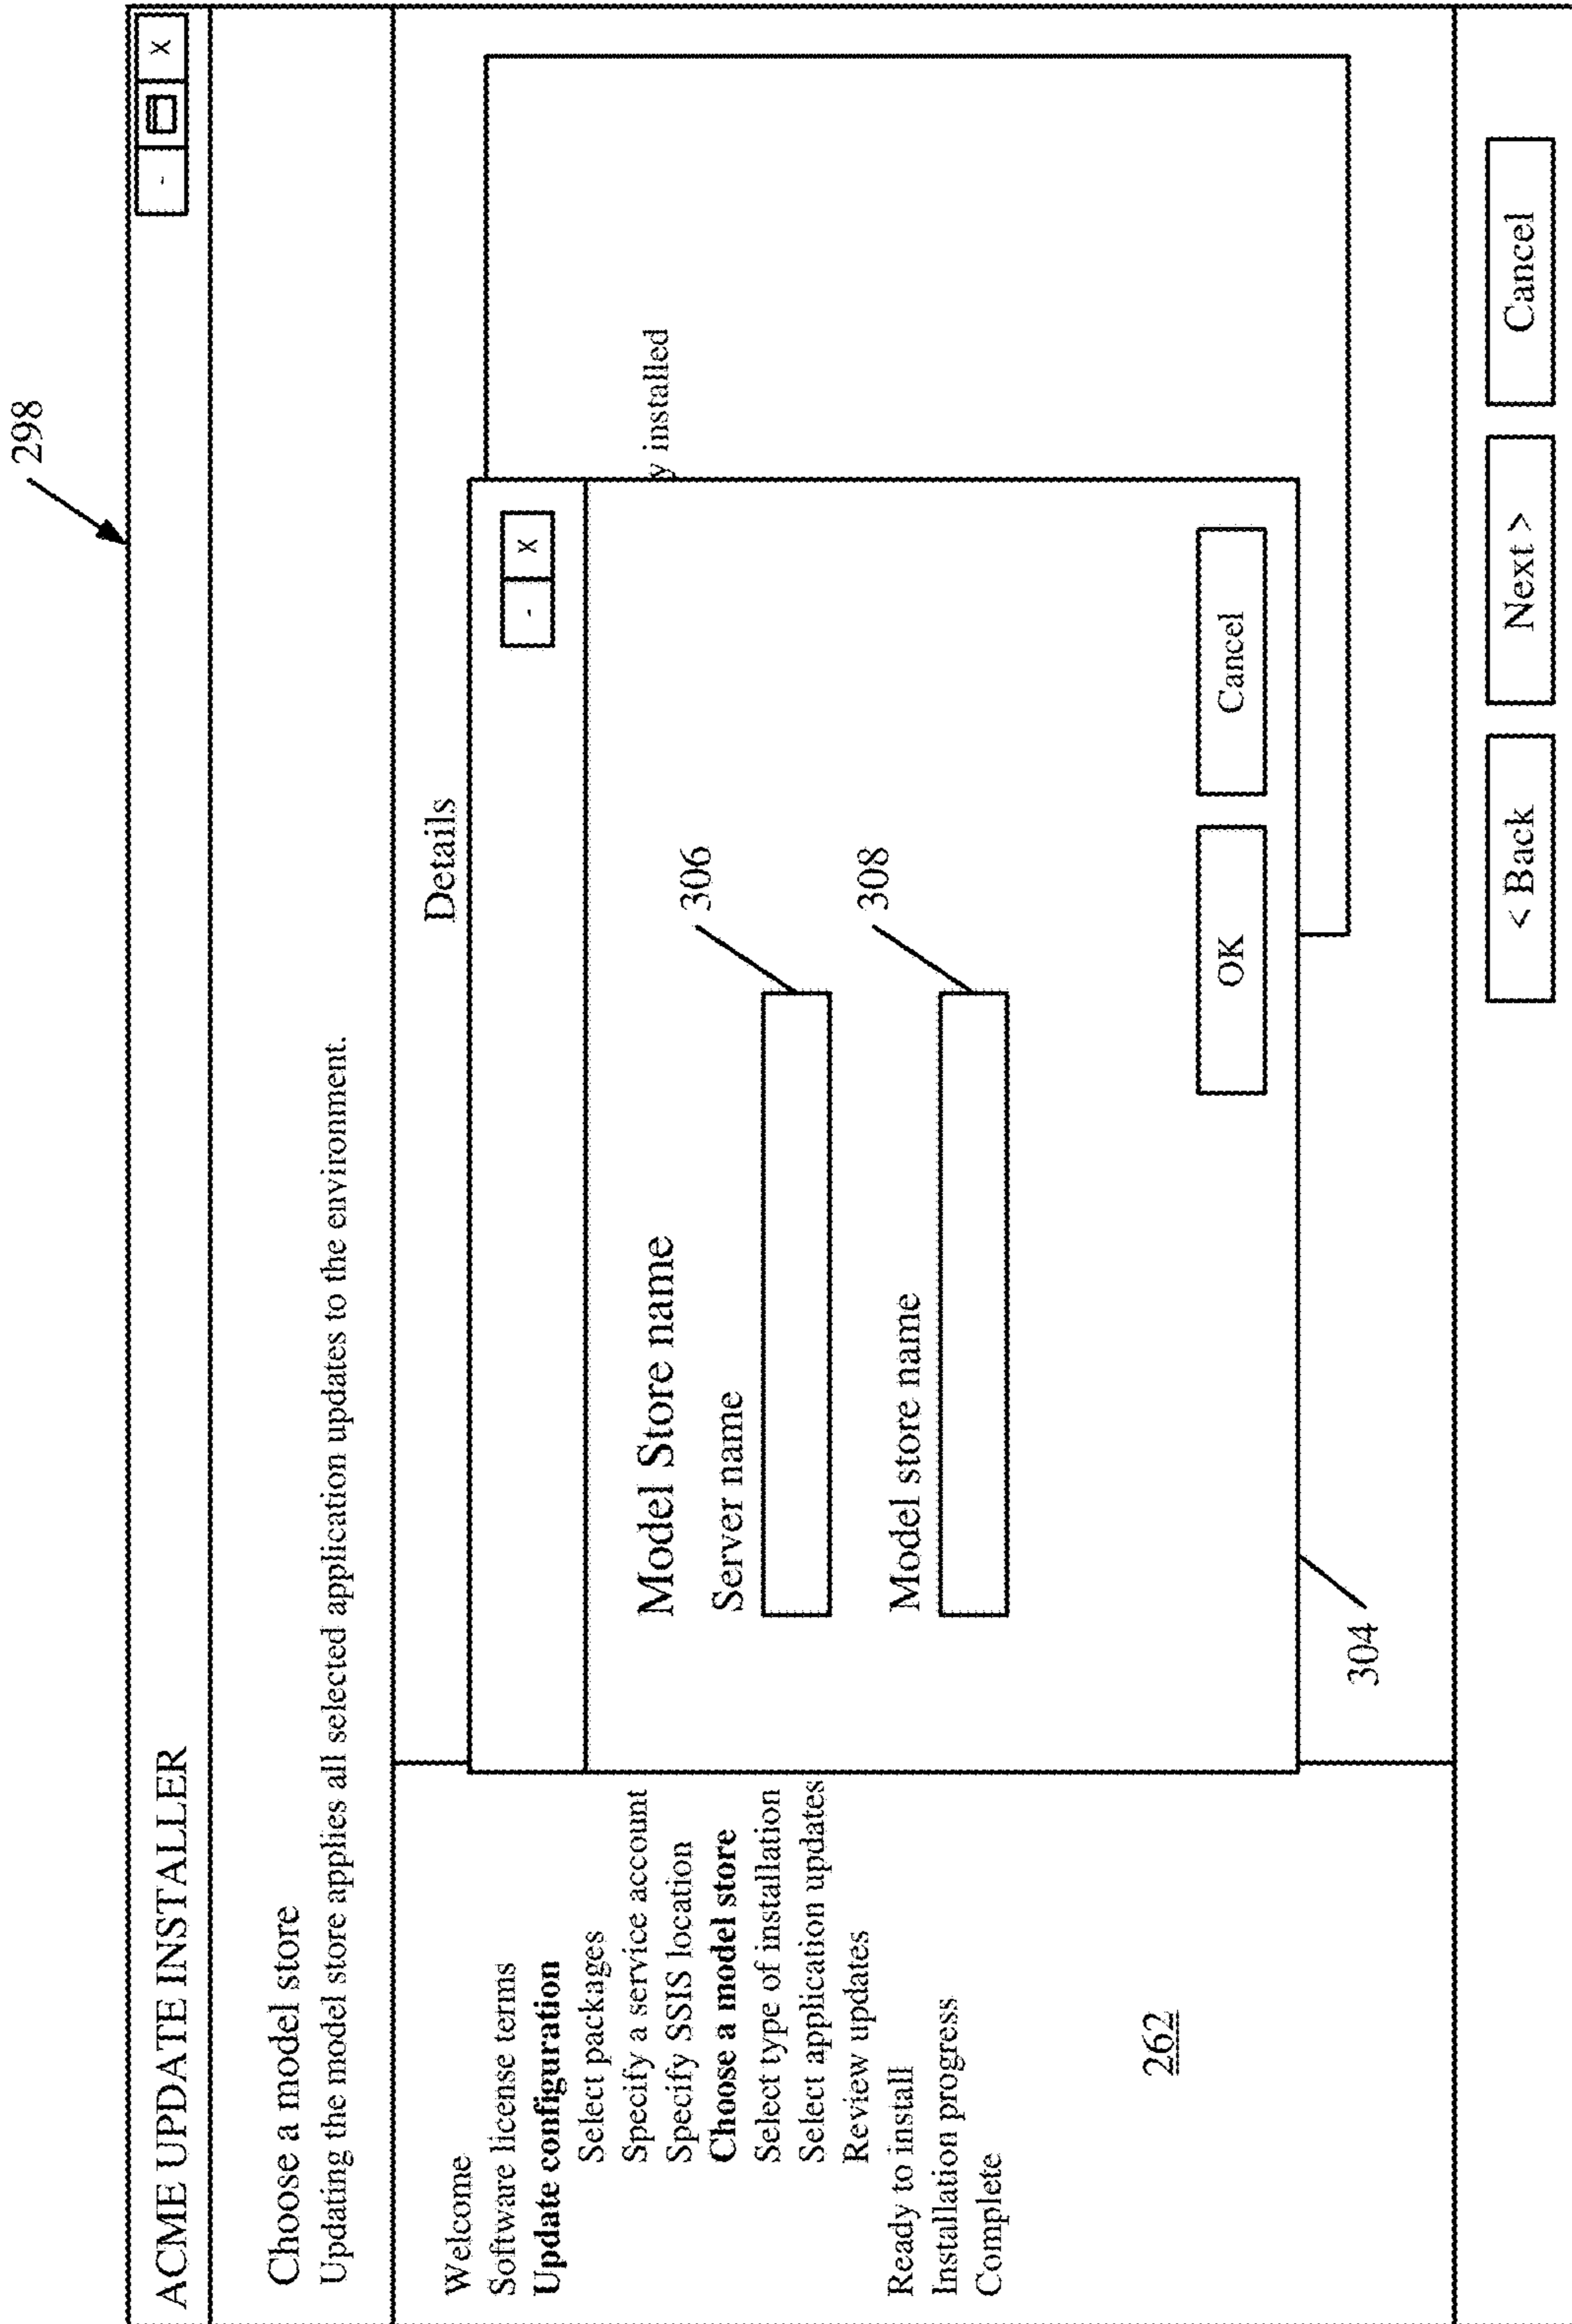 298
ACME UPDATE INSTALLER
- x
Choose a model store
Updating the model store applies all selected application updates to the environment.
Welcome
Software license terms
Update configuration
Select packages
Specify a service account
Specify SSIS location
Choose a model store
Select type of installation
Select application updates
Review updates
Ready to install
Installation progress
Complete
262
Details
- x
y installed
Model Store name
Server name
306
Model store name
308
OK Cancel
304
< Back Next > Cancel